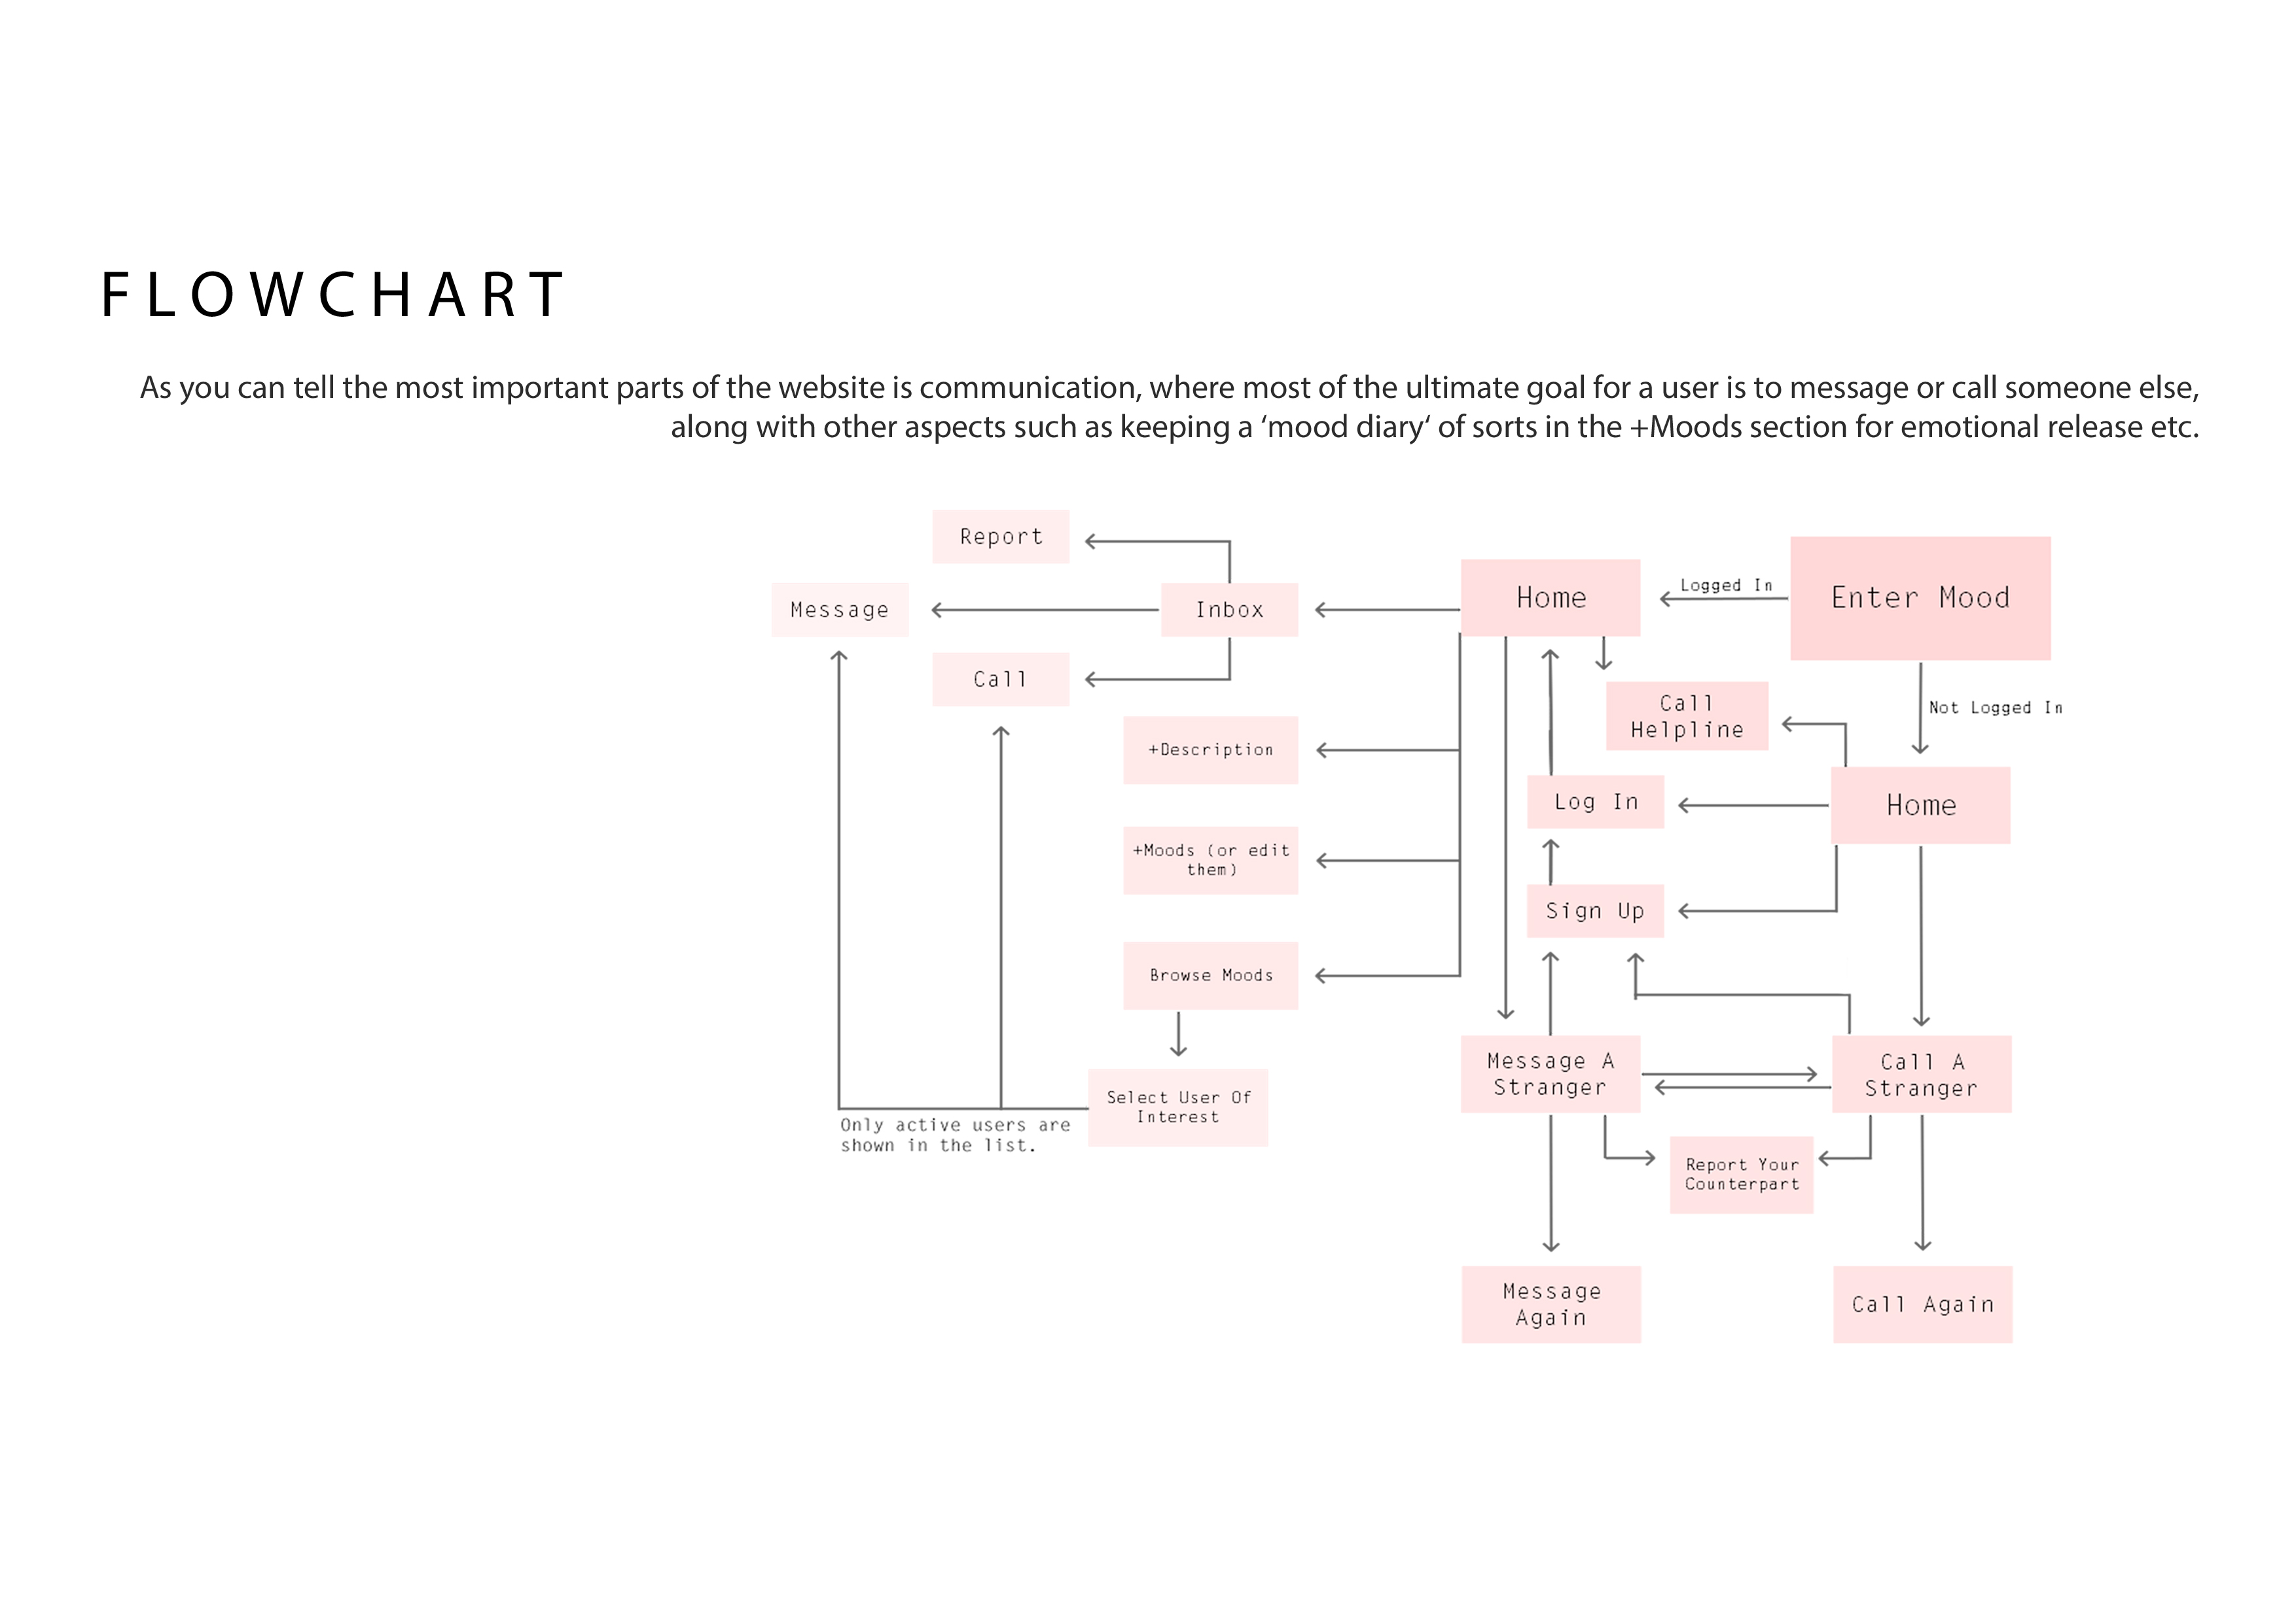 FLOWCHART
As you can tell the most important parts of the website is communication, where most of the ultimate goal for a user is to message or call someone else,
along with other aspects such as keeping a ‘mood diary‘ of sorts in the +Moods section for emotional release etc.
Report
Message
Inbox
Home
Logged In
Enter Mood
Call
Call
Helpline
Not Logged In
+Description
Log In
Home
+Moods (or edit
them)
Sign Up
Browse Moods
Message A
Stranger
Call A
Stranger
Select User Of
Interest
Only active users are
shown in the list.
Report Your
Counterpart
Message
Again
Call Again